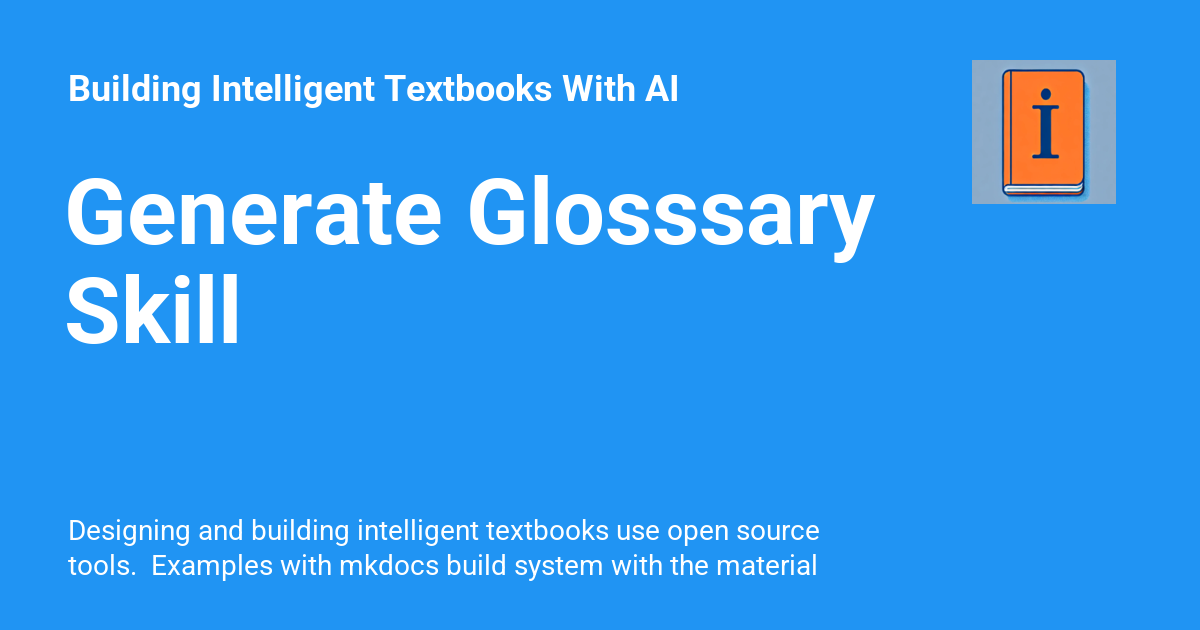 Building Intelligent Textbooks With AI
i
Generate Glosssary
Skill
Designing and building intelligent textbooks use open source
tools.  Examples with mkdocs build system with the material